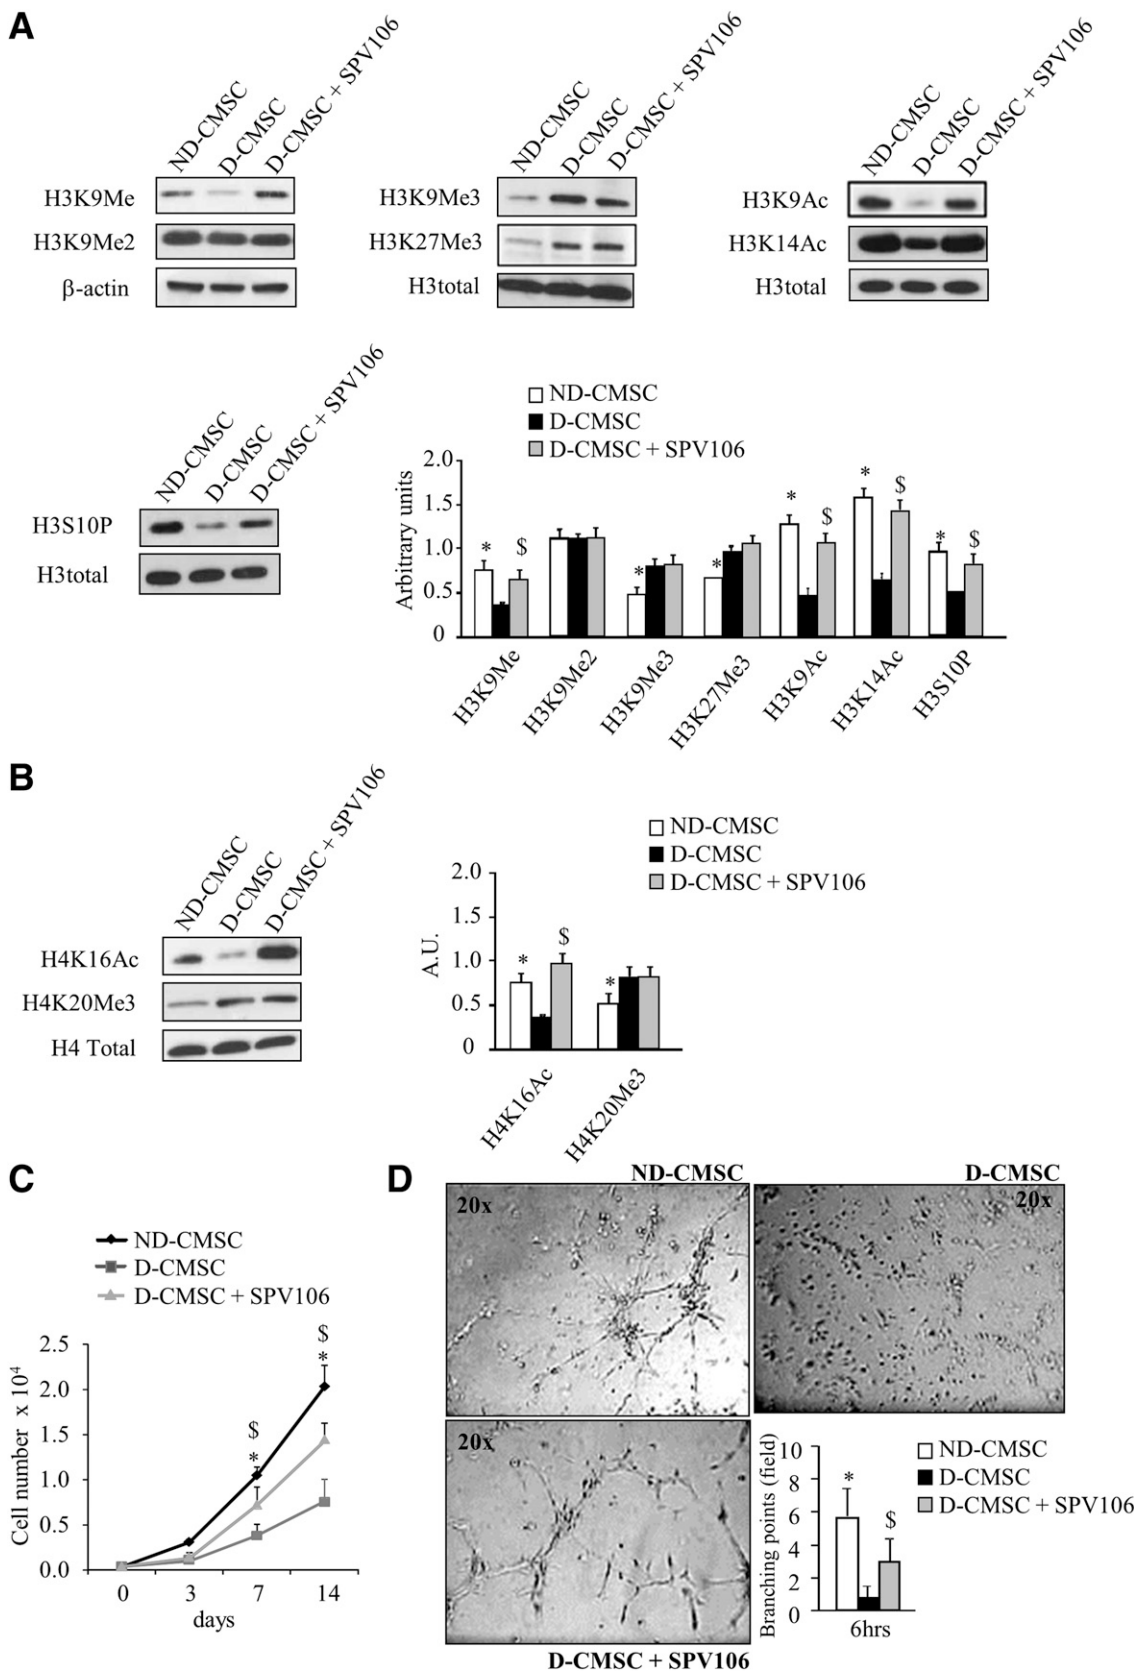 A
ND-CMSC
D-CMSC
D-CMSC + SPV106
H3K9Me
H3K9Me2
β-actin
ND-CMSC
D-CMSC
D-CMSC + SPV106
H3K9Me3
H3K27Me3
H3total
ND-CMSC
D-CMSC
D-CMSC + SPV106
H3K9Ac
H3K14Ac
H3total
ND-CMSC
D-CMSC
D-CMSC + SPV106
H3S10P
H3total
ND-CMSC
D-CMSC
D-CMSC + SPV106
Arbitrary units
2.0
1.5
1.0
0.5
0
* $
*
*
* $
* $
* $
H3K9Me
H3K9Me2
H3K9Me3
H3K27Me3
H3K9Ac
H3K14Ac
H3S10P
B
ND-CMSC
D-CMSC
D-CMSC + SPV106
H4K16Ac
H4K20Me3
H4 Total
ND-CMSC
D-CMSC
D-CMSC + SPV106
A.U.
2.0
1.5
1.0
0.5
0
* $
*
H4K16Ac
H4K20Me3
C
ND-CMSC
D-CMSC
D-CMSC + SPV106
Cell number x 10⁴
2.5
2.0
1.5
1.0
0.5
0.0
$
*
$
*
0 3 7 14
days
D
ND-CMSC
20x
D-CMSC
20x
20x
D-CMSC + SPV106
ND-CMSC
D-CMSC
D-CMSC + SPV106
Branching points (field)
10
8
6
4
2
0
* $
6hrs